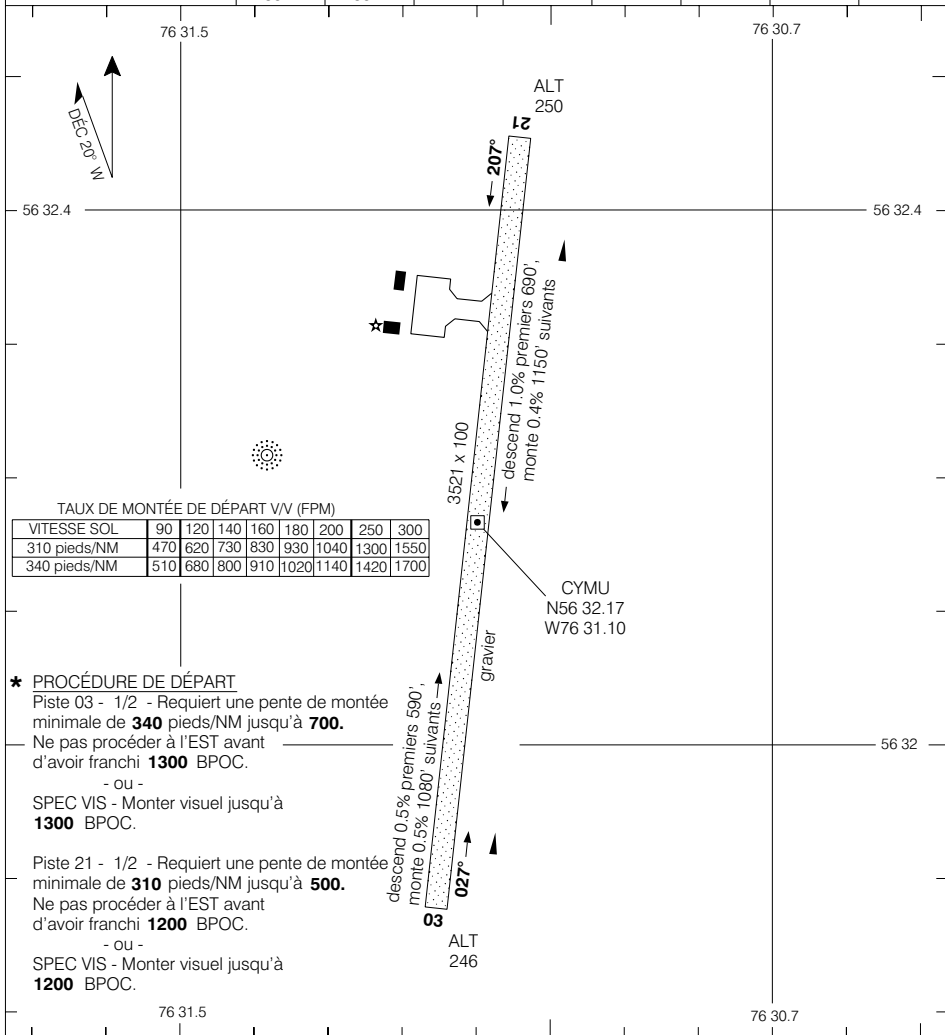 76 31.5
76 30.7
DÉC 20° W
ALT
250
21
207°
56 32.4
56 32.4
descend 1.0% premiers 690',
monte 0.4% 1150' suivants
3521 x 100
TAUX DE MONTÉE DE DÉPART V/V (FPM)
VITESSE SOL 90 120 140 160 180 200 250 300
310 pieds/NM 470 620 730 830 930 1040 1300 1550
340 pieds/NM 510 680 800 910 1020 1140 1420 1700
CYMU
N56 32.17
W76 31.10
gravier
* PROCÉDURE DE DÉPART
Piste 03 - 1/2 - Requiert une pente de montée
minimale de 340 pieds/NM jusqu'à 700.
Ne pas procéder à l'EST avant
d'avoir franchi 1300 BPOC.
- ou -
SPEC VIS - Monter visuel jusqu'à
1300 BPOC.
56 32
descend 0.5% premiers 590',
monte 0.5% 1080' suivants
027°
Piste 21 - 1/2 - Requiert une pente de montée
minimale de 310 pieds/NM jusqu'à 500.
Ne pas procéder à l'EST avant
d'avoir franchi 1200 BPOC.
- ou -
SPEC VIS - Monter visuel jusqu'à
1200 BPOC.
03
ALT
246
76 31.5
76 30.7